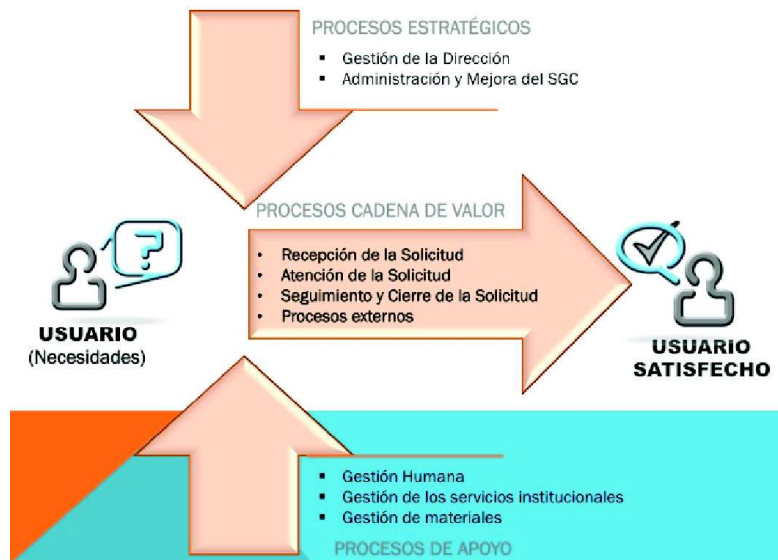 PROCESOS ESTRATÉGICOS
▪ Gestión de la Dirección
▪ Administración y Mejora del SGC
PROCESOS CADENA DE VALOR
?
• Recepción de la Solicitud
• Atención de la Solicitud
• Seguimiento y Cierre de la Solicitud
• Procesos externos
USUARIO
(Necesidades)
USUARIO
SATISFECHO
▪ Gestión Humana
▪ Gestión de los servicios institucionales
▪ Gestión de materiales
PROCESOS DE APOYO